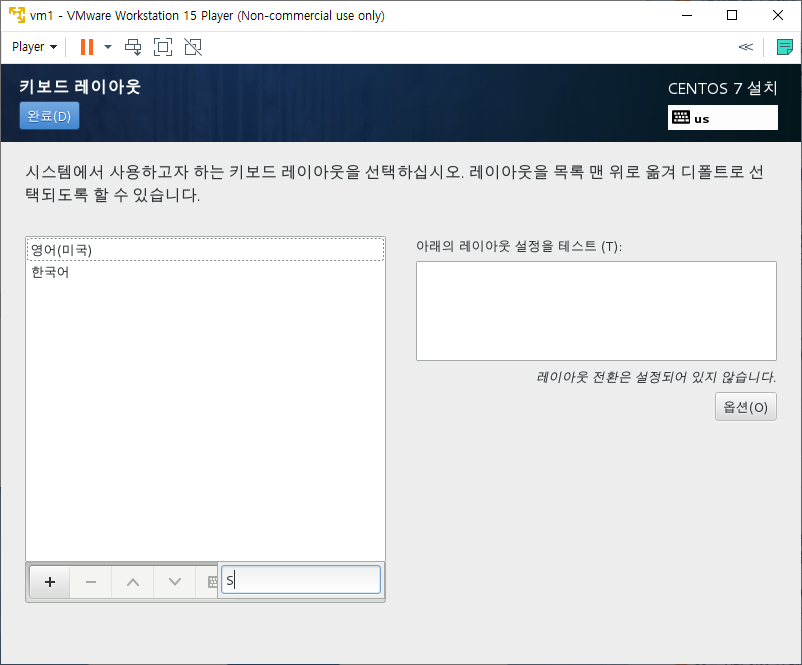 vm1 - VMware Workstation 15 Player (Non-commercial use only)
Player
키보드 레이아웃
CENTOS 7 설치
완료(D)
us
시스템에서 사용하고자 하는 키보드 레이아웃을 선택하십시오. 레이아웃을 목록 맨 위로 옮겨 디폴트로 선
택되도록 할 수 있습니다.
영어(미국)
한국어
아래의 레이아웃 설정을 테스트 (T):
레이아웃 전환은 설정되어 있지 않습니다.
옵션(O)
S